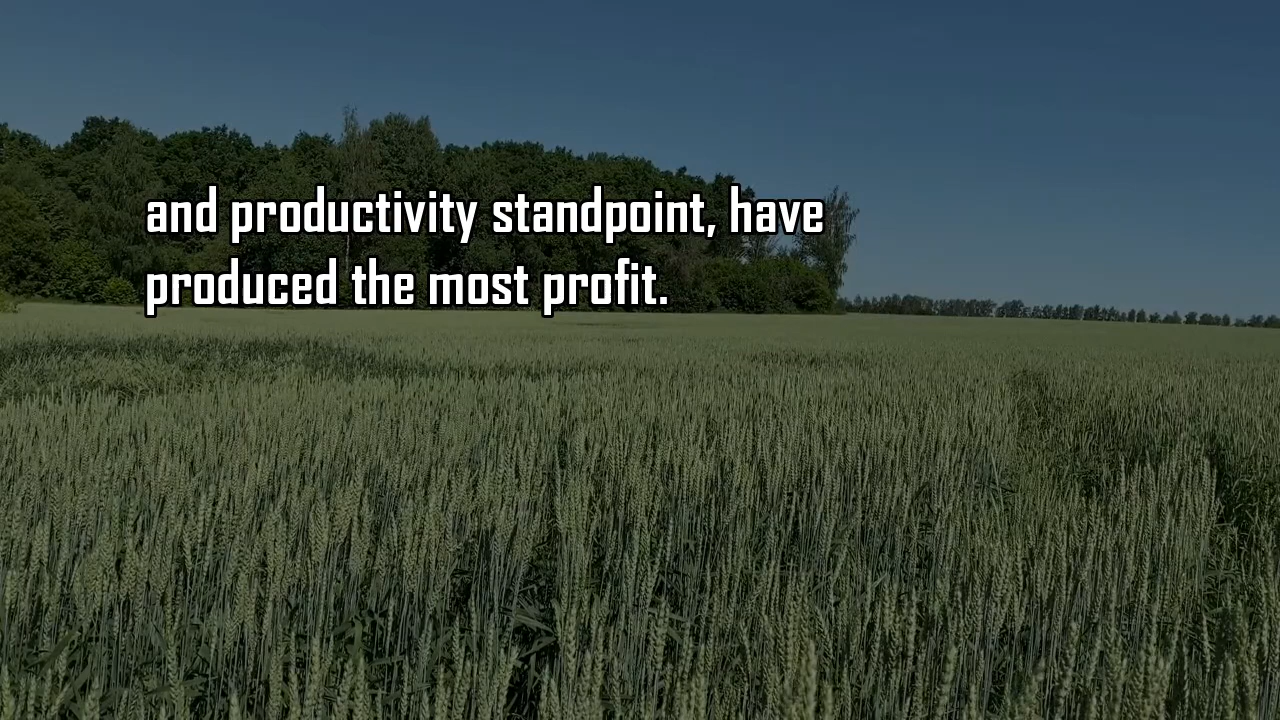 and productivity standpoint, have
produced the most profit.